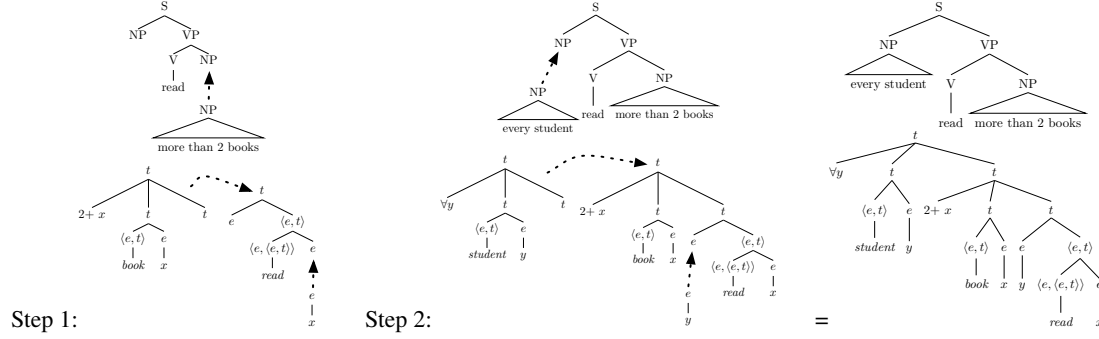 S
NP VP
V NP
read
NP
more than 2 books
t
2+ x t t
⟨e, t⟩ e
book x
t
e ⟨e, t⟩
⟨e, ⟨e, t⟩⟩ e
read
e
x
Step 1:
S
NP VP
V NP
NP
every student read more than 2 books
t
∀y t t
⟨e, t⟩ e
student y
t
2+ x t t
⟨e, t⟩ e e ⟨e, t⟩
book x ⟨e, ⟨e, t⟩⟩ e
read x
e
y
Step 2:
S
NP VP
every student V NP
read more than 2 books
t
∀y t t
⟨e, t⟩ e 2+ x t t
student y ⟨e, t⟩ e e ⟨e, t⟩
book x y ⟨e, ⟨e, t⟩⟩
read
=